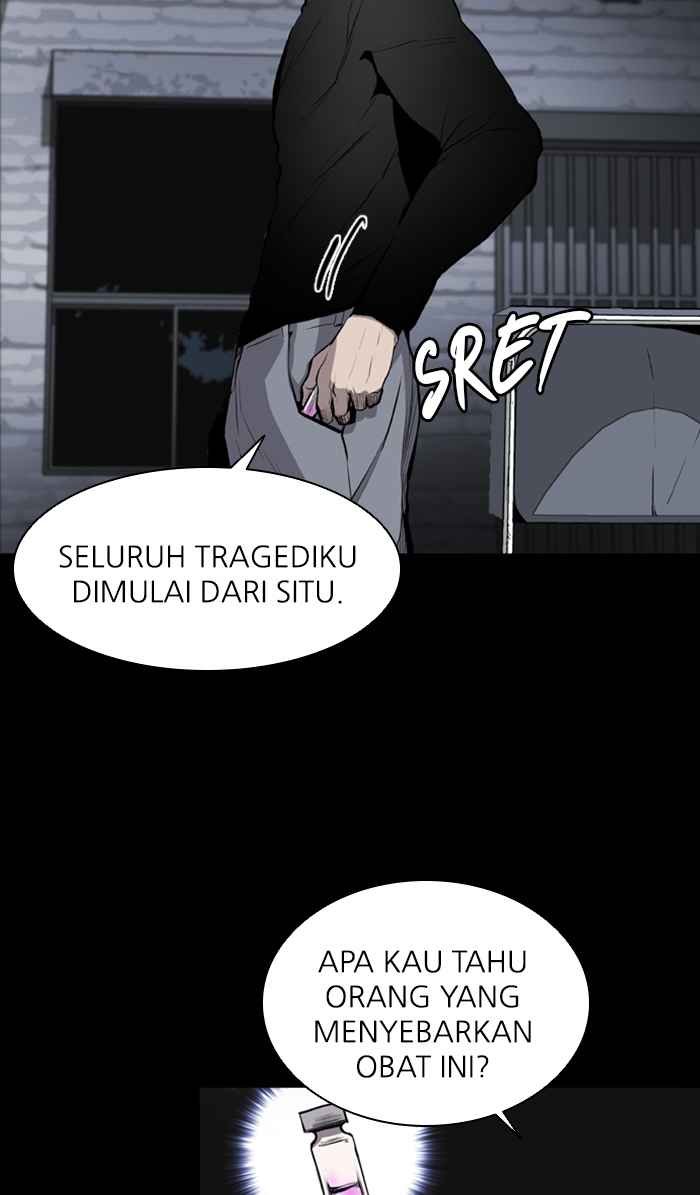 SRET
SELURUH TRAGEDIKU
DIMULAI DARI SITU.
APA KAU TAHU
ORANG YANG
MENYEBARKAN
OBAT INI?